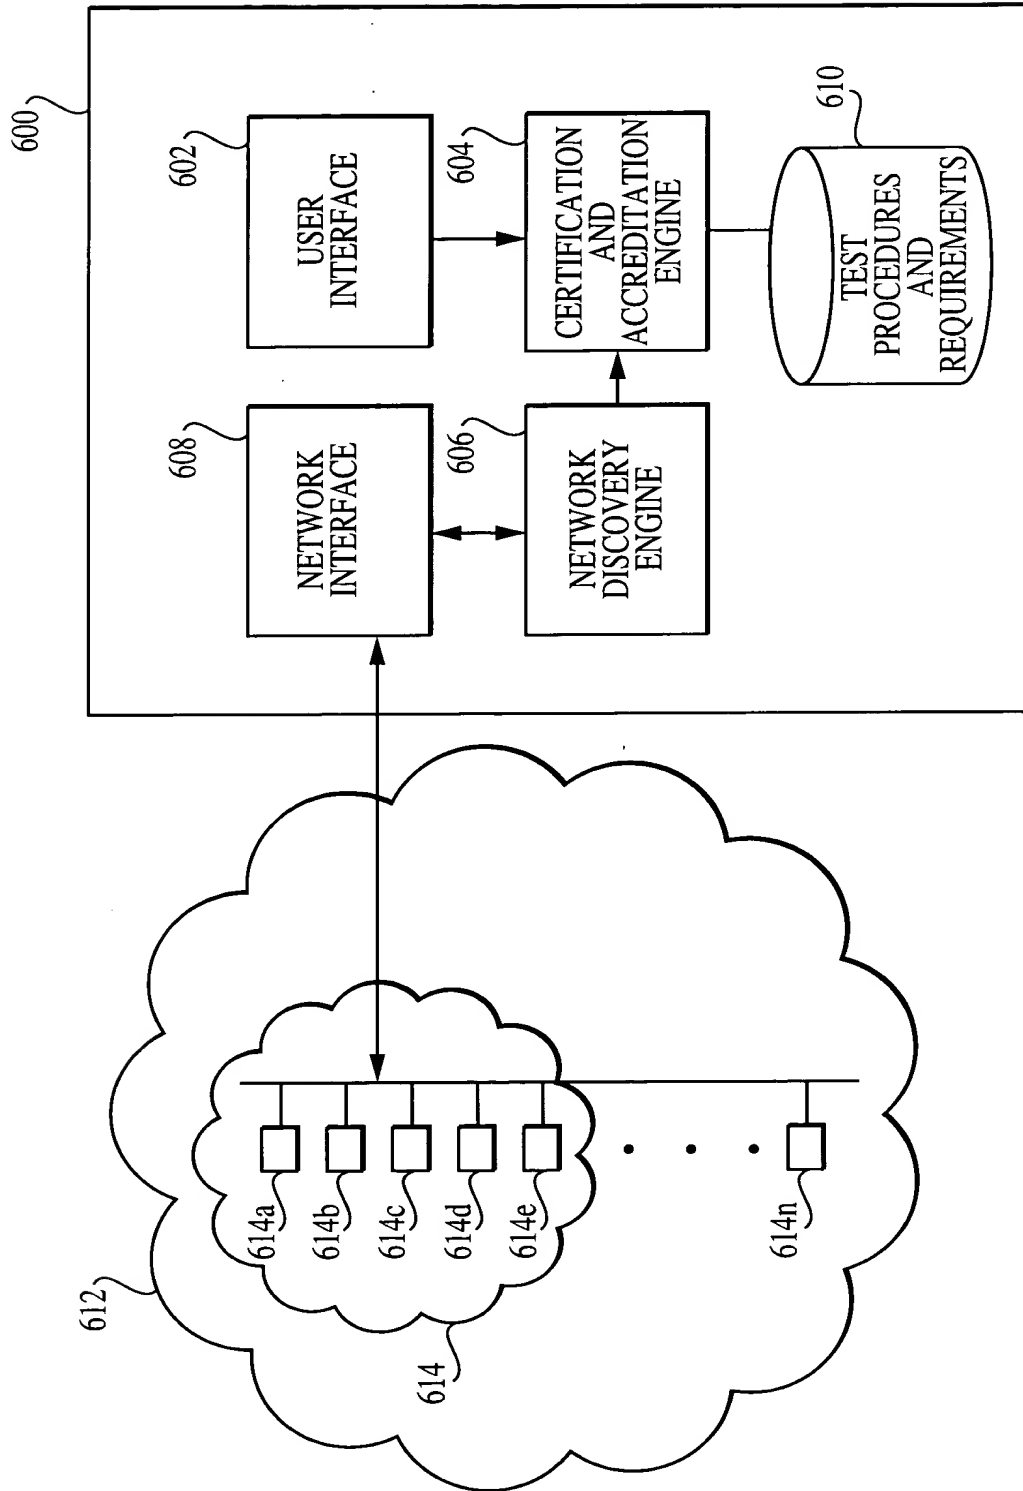 600
602
USER
INTERFACE
604
CERTIFICATION
AND
ACCREDITATION
ENGINE
610
TEST
PROCEDURES
AND
REQUIREMENTS
608
NETWORK
INTERFACE
606
NETWORK
DISCOVERY
ENGINE
612
614
614a
614b
614c
614d
614e
614n